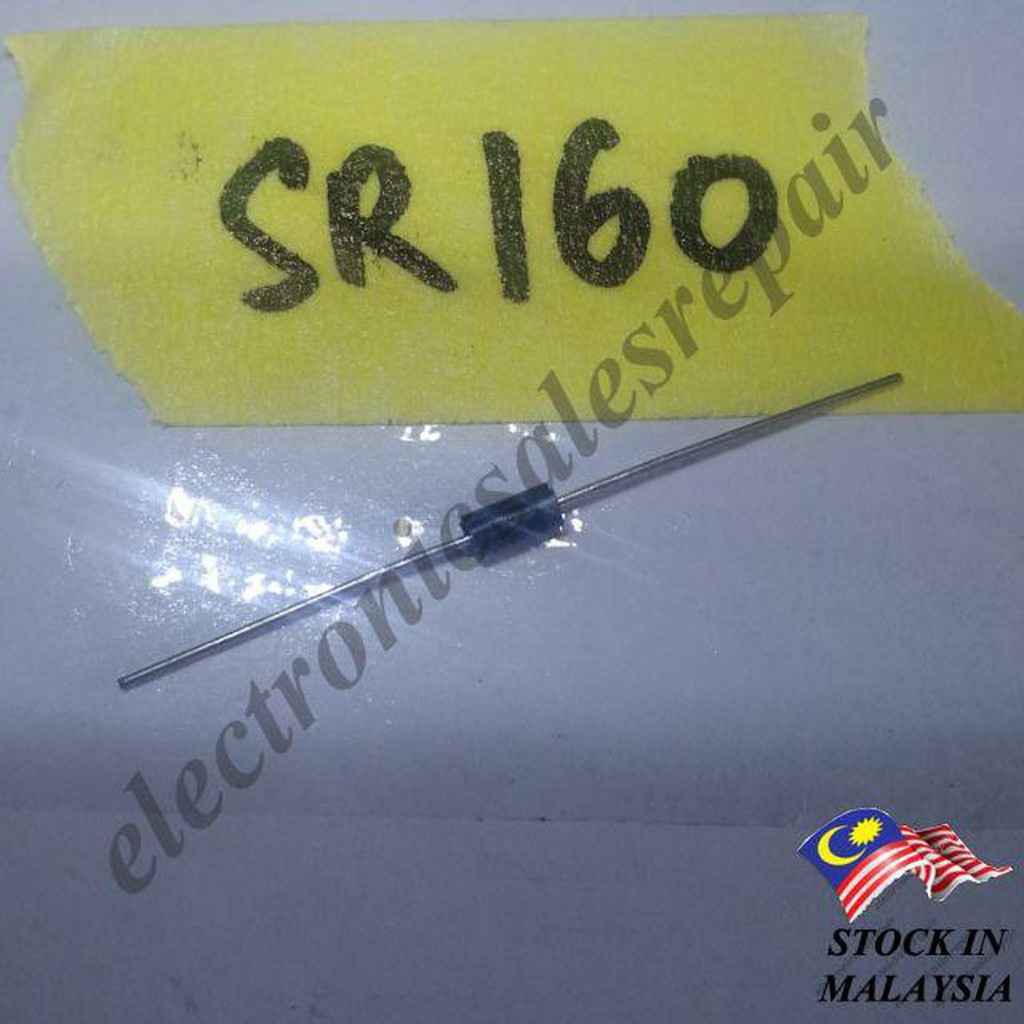 SR160
electronicsalesrepair
STOCK IN
MALAYSIA